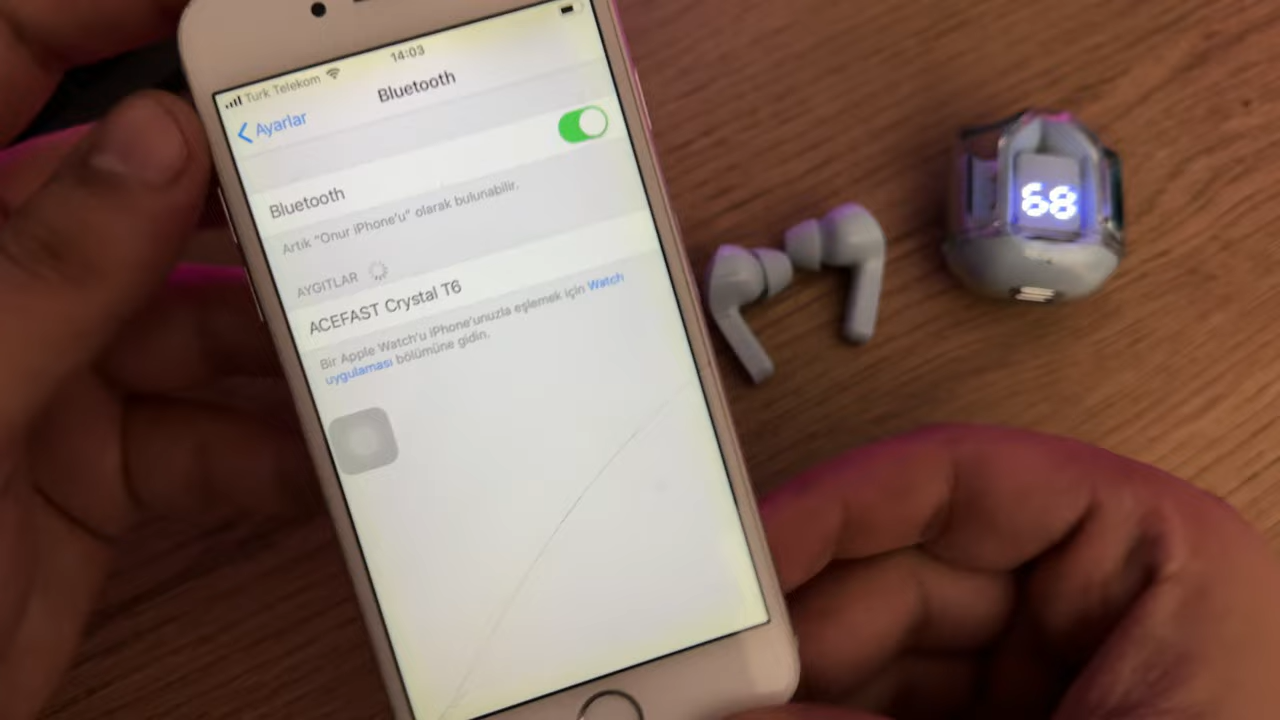 Turk Telekom
14:03
Ayarlar
Bluetooth
Bluetooth
Artık "Onur iPhone'u" olarak bulunabilir.
AYGITLAR
ACEFAST Crystal T6
Bir Apple Watch'u iPhone'unuzla eşlemek için Watch
uygulaması bölümüne gidin.
68